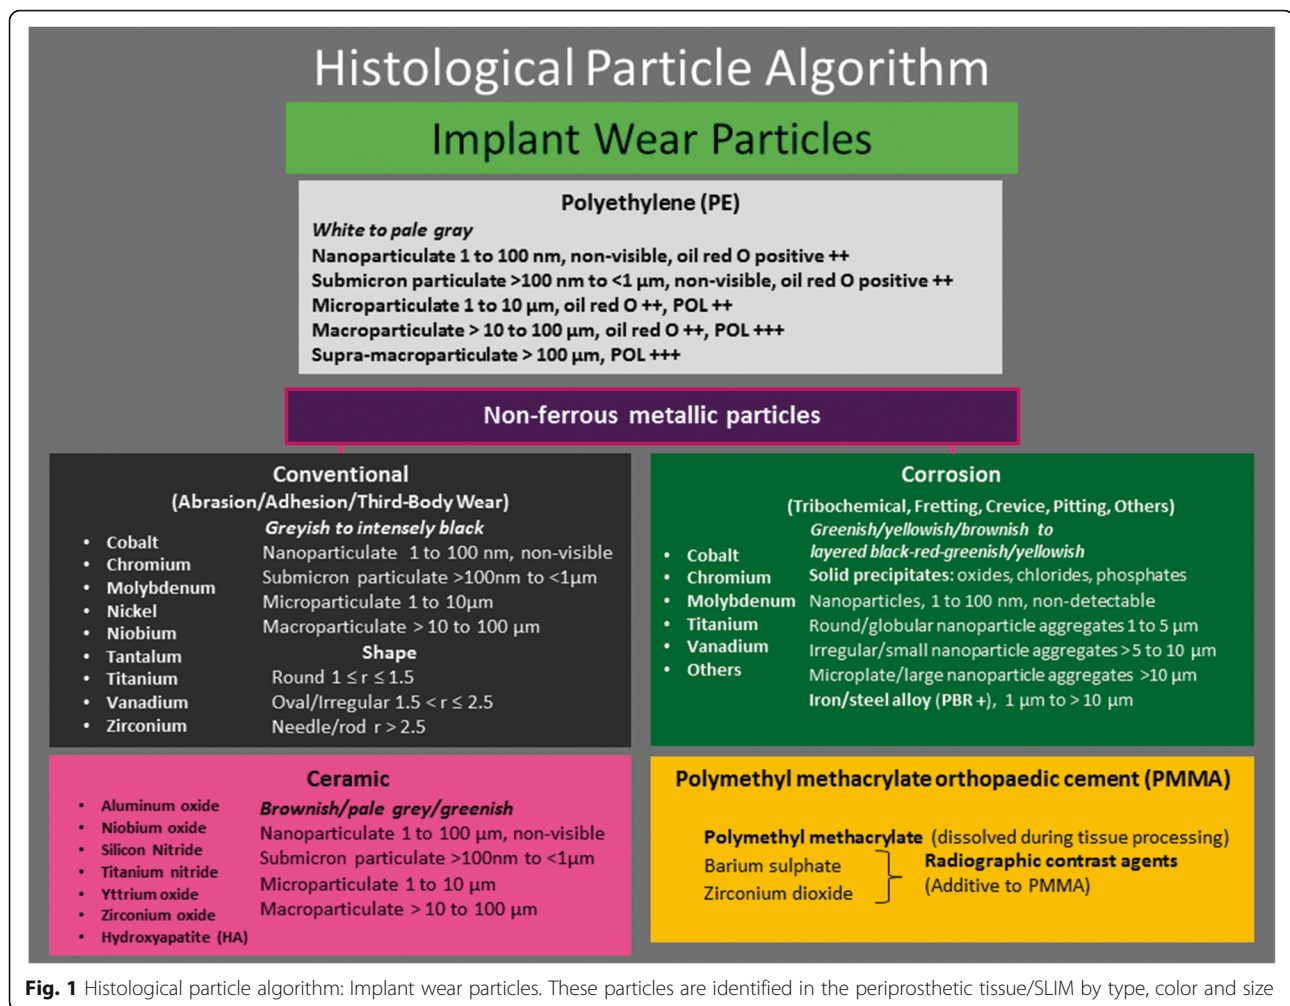 Histological Particle Algorithm
Implant Wear Particles
Polyethylene (PE)
White to pale gray
Nanoparticulate 1 to 100 nm, non-visible, oil red O positive ++
Submicron particulate >100 nm to <1 µm, non-visible, oil red O positive ++
Microparticulate 1 to 10 µm, oil red O ++, POL ++
Macroparticulate > 10 to 100 µm, oil red O ++, POL +++
Supra-macroparticulate > 100 µm, POL +++
Non-ferrous metallic particles
Conventional
(Abrasion/Adhesion/Third-Body Wear)
• Cobalt
• Chromium
• Molybdenum
• Nickel
• Niobium
• Tantalum
• Titanium
• Vanadium
• Zirconium
Greyish to intensely black
Nanoparticulate 1 to 100 nm, non-visible
Submicron particulate >100nm to <1µm
Microparticulate 1 to 10µm
Macroparticulate > 10 to 100 µm
Shape
Round 1 ≤ r ≤ 1.5
Oval/Irregular 1.5 < r ≤ 2.5
Needle/rod r > 2.5
Corrosion
(Tribochemical, Fretting, Crevice, Pitting, Others)
• Cobalt
• Chromium
• Molybdenum
• Titanium
• Vanadium
• Others
Greenish/yellowish/brownish to
layered black-red-greenish/yellowish
Solid precipitates: oxides, chlorides, phosphates
Nanoparticles, 1 to 100 nm, non-detectable
Round/globular nanoparticle aggregates 1 to 5 µm
Irregular/small nanoparticle aggregates >5 to 10 µm
Microplate/large nanoparticle aggregates >10 µm
Iron/steel alloy (PBR +), 1 µm to > 10 µm
Ceramic
• Aluminum oxide
• Niobium oxide
• Silicon Nitride
• Titanium nitride
• Yttrium oxide
• Zirconium oxide
• Hydroxyapatite (HA)
Brownish/pale grey/greenish
Nanoparticulate 1 to 100 µm, non-visible
Submicron particulate >100nm to <1µm
Microparticulate 1 to 10 µm
Macroparticulate > 10 to 100 µm
Polymethyl methacrylate orthopaedic cement (PMMA)
Polymethyl methacrylate (dissolved during tissue processing)
Barium sulphate
Zirconium dioxide
Radiographic contrast agents
(Additive to PMMA)
Fig. 1 Histological particle algorithm: Implant wear particles. These particles are identified in the periprosthetic tissue/SLIM by type, color and size